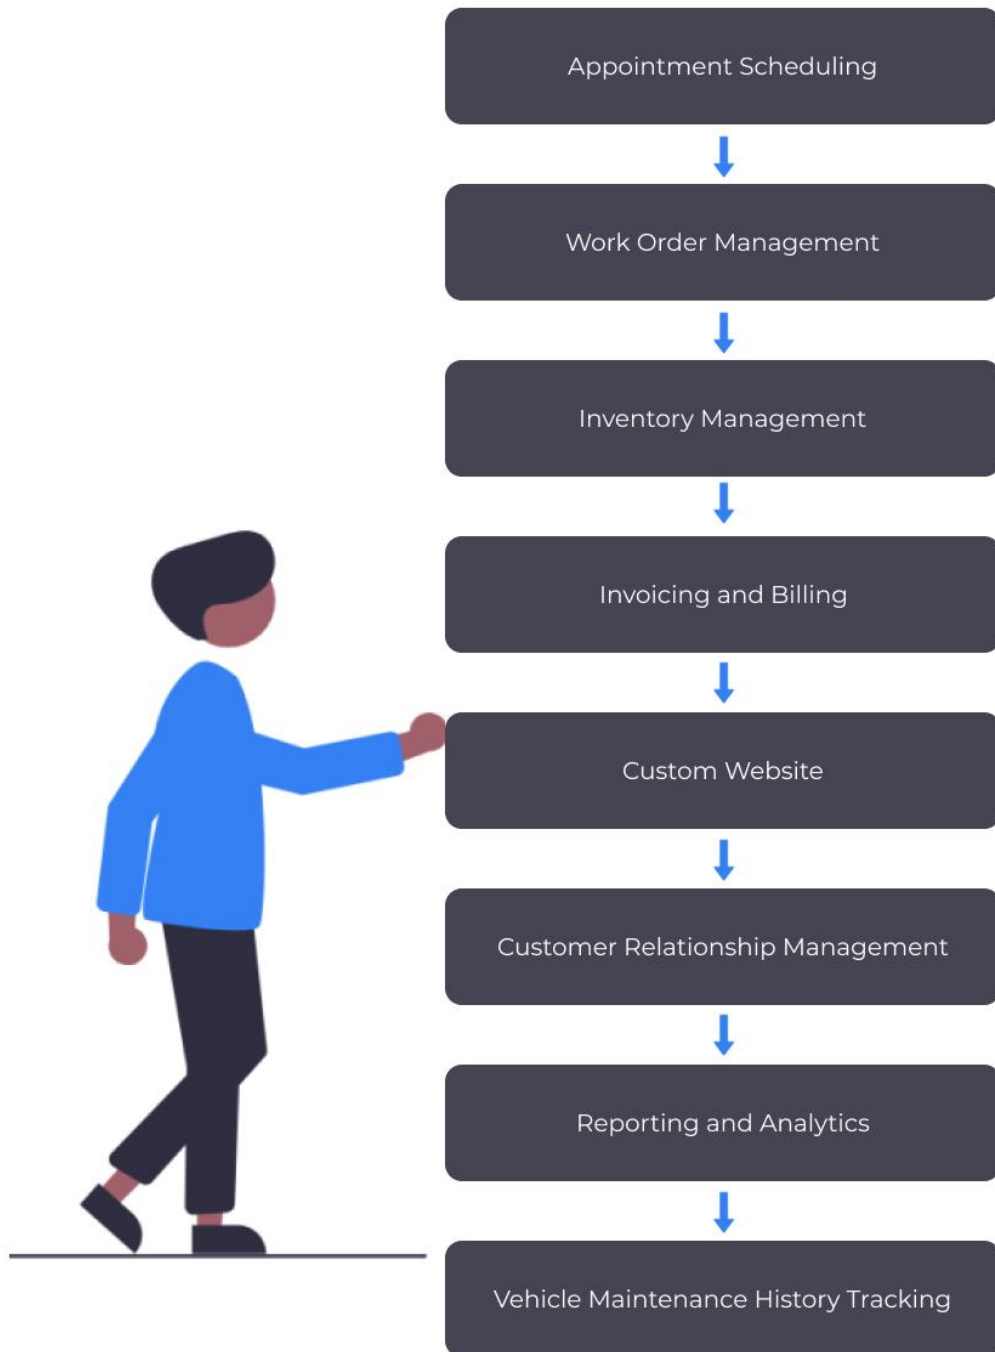 Appointment Scheduling
Work Order Management
Inventory Management
Invoicing and Billing
Custom Website
Customer Relationship Management
Reporting and Analytics
Vehicle Maintenance History Tracking